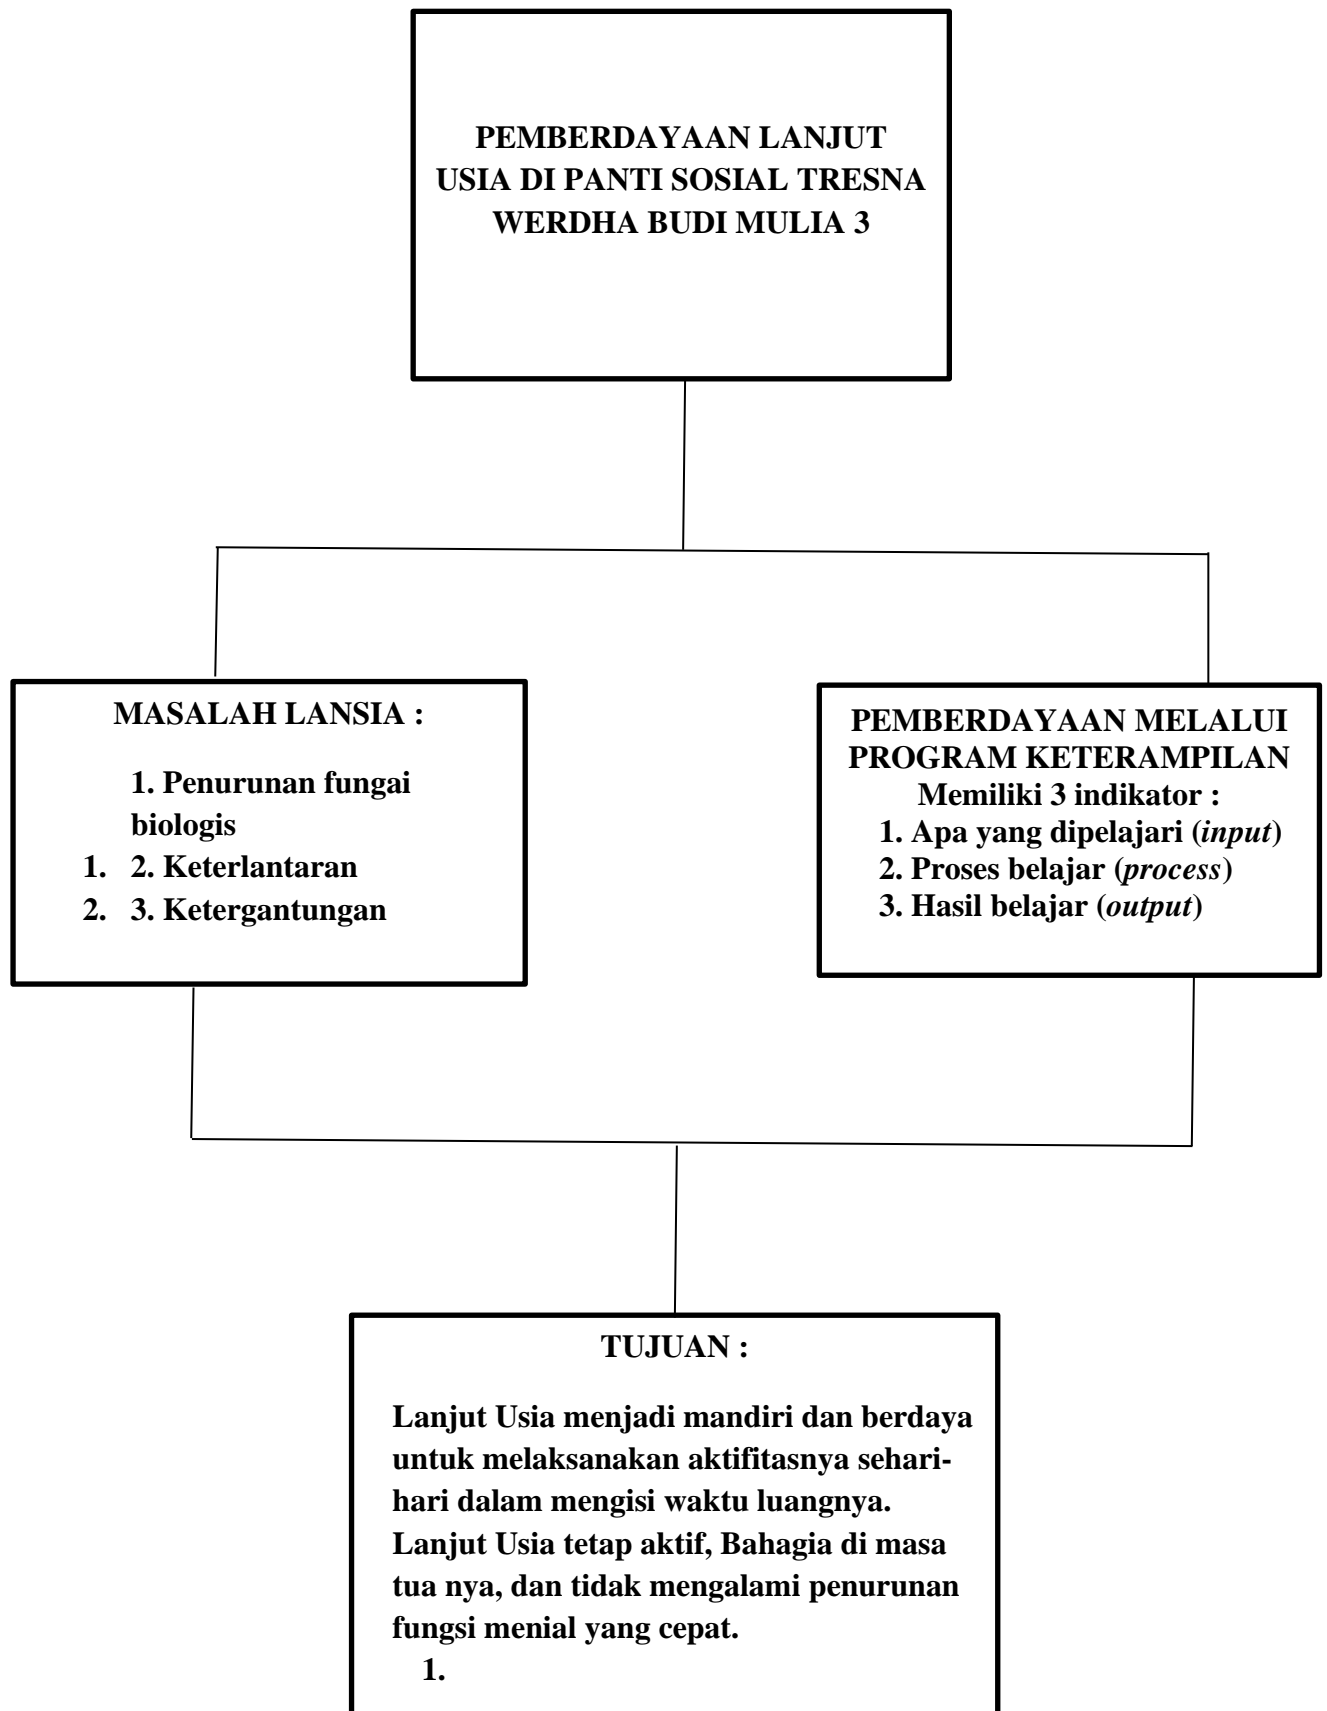 PEMBERDAYAAN LANJUT
USIA DI PANTI SOSIAL TRESNA
WERDHA BUDI MULIA 3
MASALAH LANSIA :
1. Penurunan fungai
biologis
1. 2. Keterlantaran
2. 3. Ketergantungan
PEMBERDAYAAN MELALUI
PROGRAM KETERAMPILAN
Memiliki 3 indikator :
1. Apa yang dipelajari (input)
2. Proses belajar (process)
3. Hasil belajar (output)
TUJUAN :
Lanjut Usia menjadi mandiri dan berdaya
untuk melaksanakan aktifitasnya sehari-
hari dalam mengisi waktu luangnya.
Lanjut Usia tetap aktif, Bahagia di masa
tua nya, dan tidak mengalami penurunan
fungsi menial yang cepat.
1.